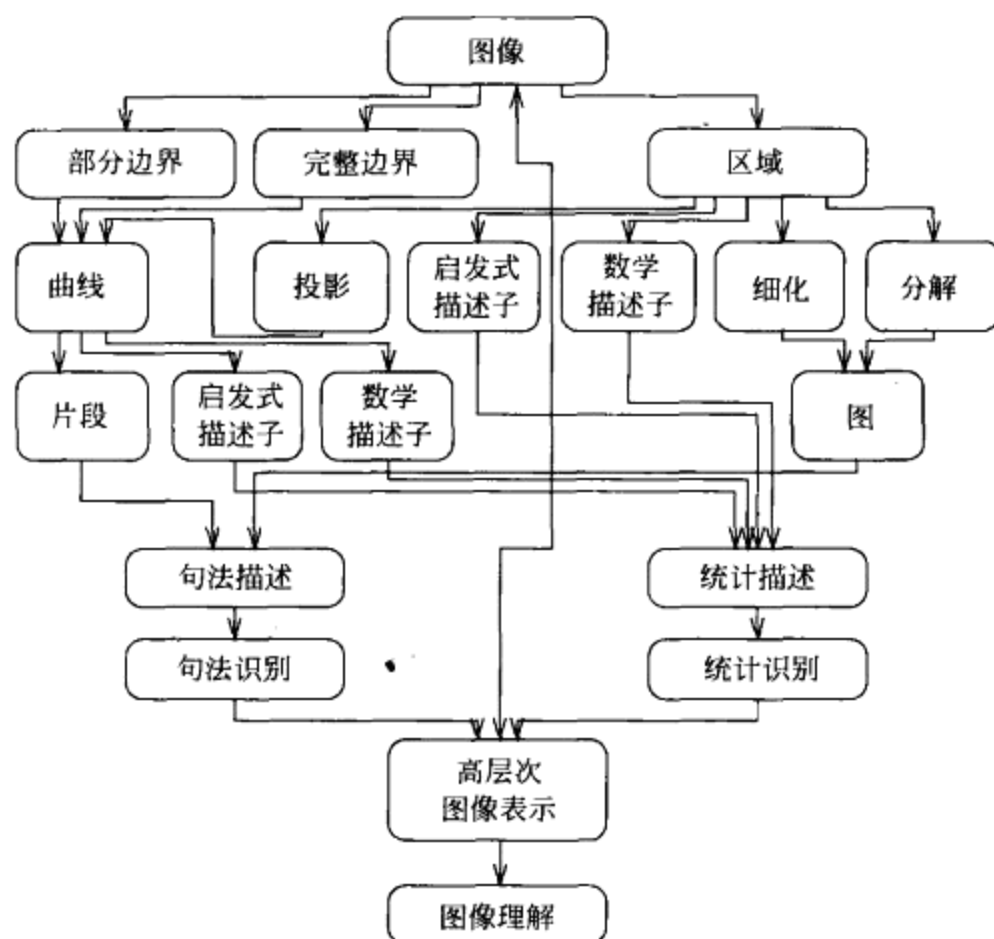 图像
部分边界
完整边界
区域
曲线
投影
启发式
描述子
数学
描述子
细化
分解
片段
启发式
描述子
数学
描述子
图
句法描述
统计描述
句法识别
统计识别
高层次
图像表示
图像理解